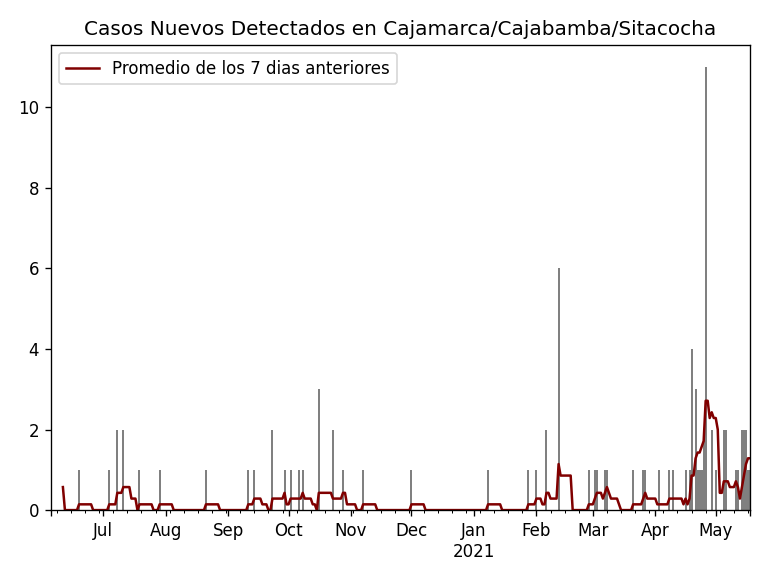 Casos Nuevos Detectados en Cajamarca/Cajabamba/Sitacocha
Promedio de los 7 dias anteriores
10
8
6
4
2
0
Jul Aug Sep Oct Nov Dec Jan Feb Mar Apr May
2021